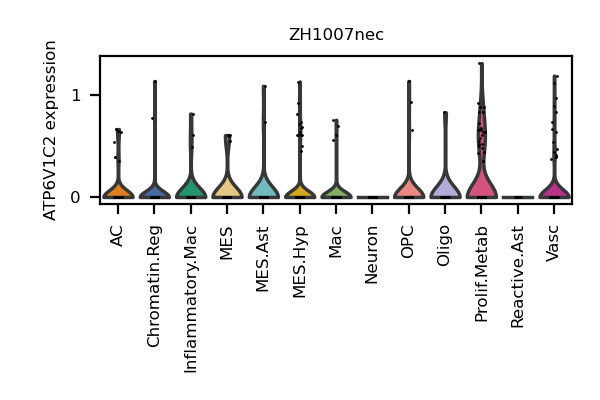 ZH1007nec
ATP6V1C2 expression
1
0
AC
Chromatin.Reg
Inflammatory.Mac
MES
MES.Ast
MES.Hyp
Mac
Neuron
OPC
Oligo
Prolif.Metab
Reactive.Ast
Vasc